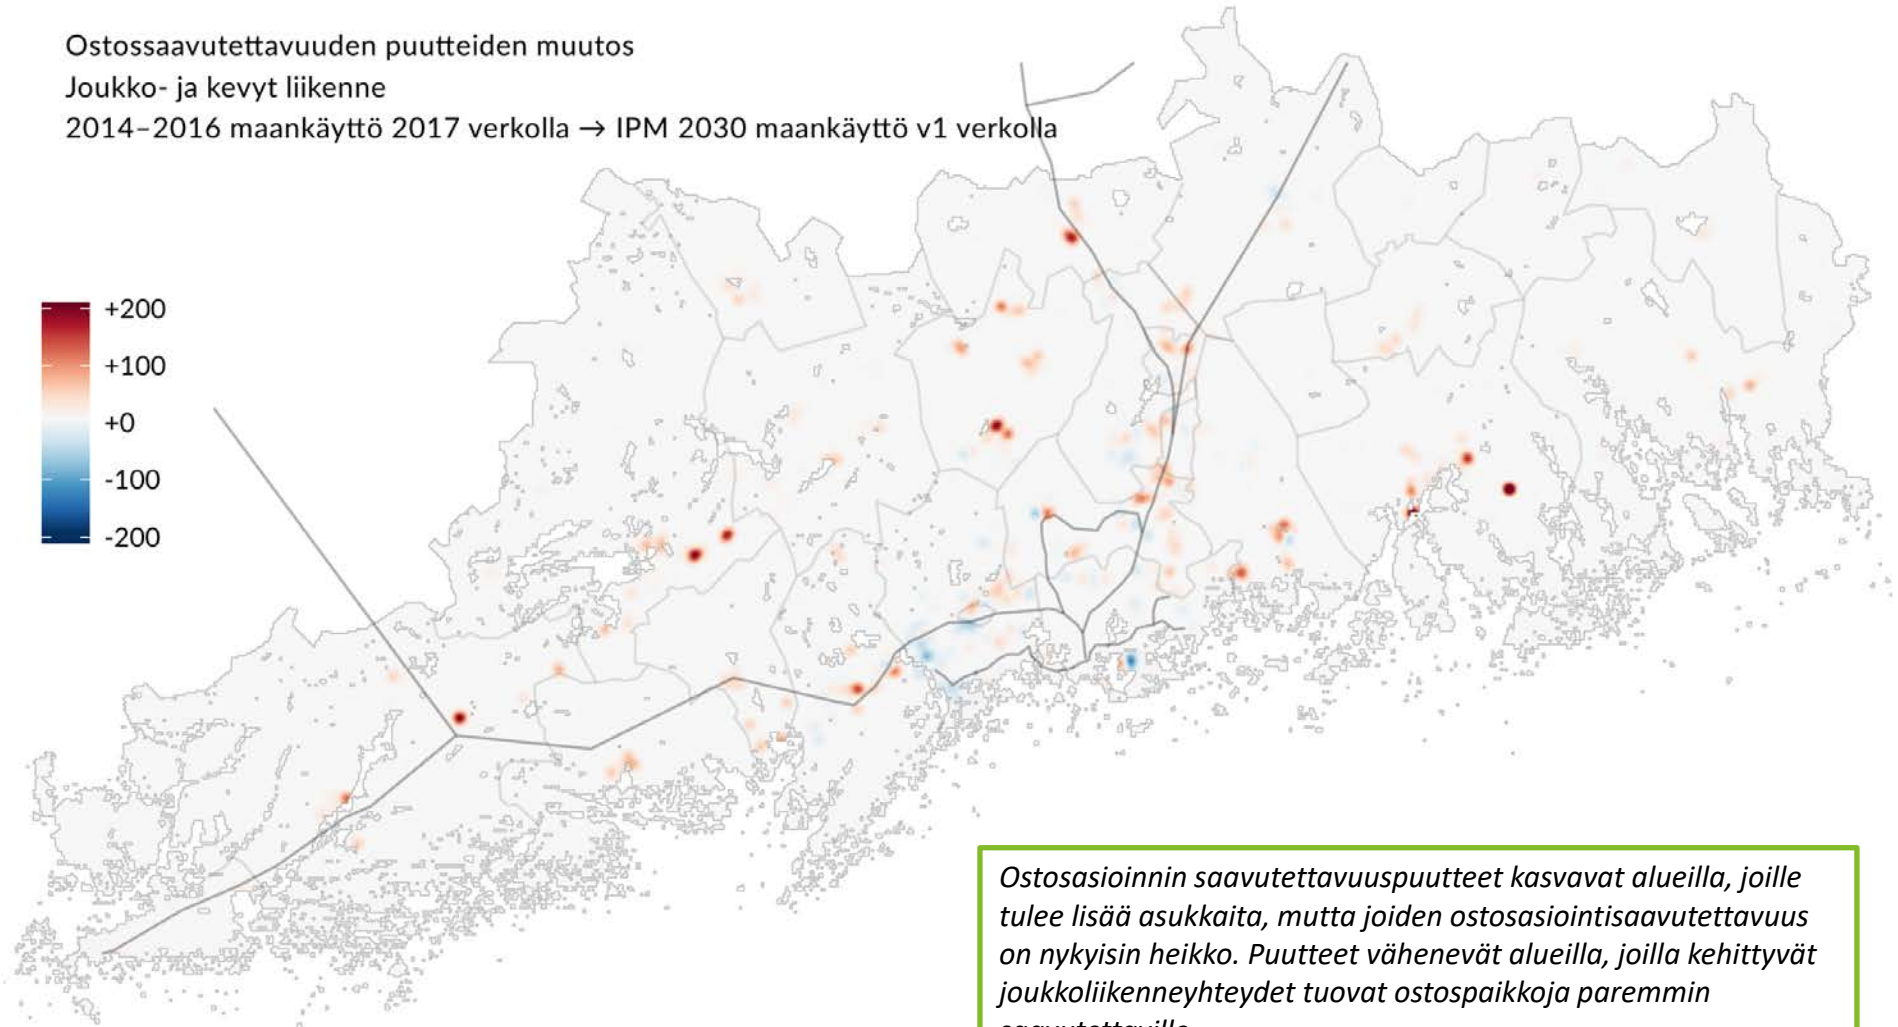 Ostossaavutettavuuden puutteiden muutos
Joukko- ja kevyt liikenne
2014–2016 maankäyttö 2017 verkolla → IPM 2030 maankäyttö v1 verkolla
+200
+100
+0
-100
-200
Ostosasioinnin saavutettavuuspuutteet kasvavat alueilla, joille
tulee lisää asukkaita, mutta joiden ostosasiointisaavutettavuus
on nykyisin heikko. Puutteet vähenevät alueilla, joilla kehittyvät
joukkoliikenneyhteydet tuovat ostospaikkoja paremmin